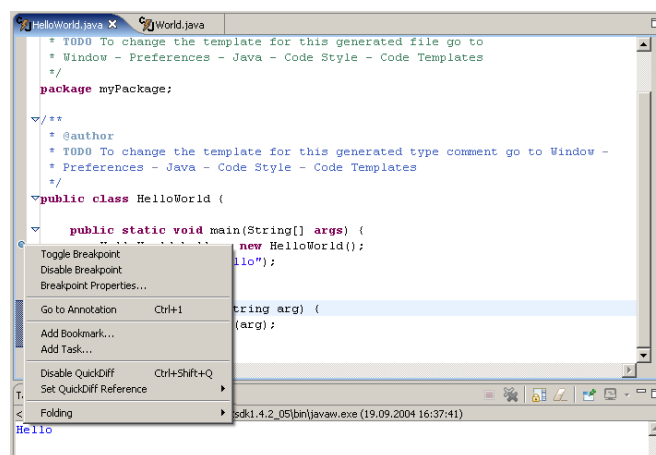 HelloWorld.java World.java
* TODO To change the template for this generated file go to
* Window - Preferences - Java - Code Style - Code Templates
*/
package myPackage;
/**
* @author
* TODO To change the template for this generated type comment go to Window -
* Preferences - Java - Code Style - Code Templates
*/
public class HelloWorld {
public static void main(String[] args) {
new HelloWorld();
llo");
Toggle Breakpoint
Disable Breakpoint
Breakpoint Properties...
Go to Annotation Ctrl+1
tring arg) {
(arg);
Add Bookmark...
Add Task...
Disable QuickDiff Ctrl+Shift+Q
Set QuickDiff Reference
Folding
sdk1.4.2_05\bin\javaw.exe (19.09.2004 16:37:41)
Hello